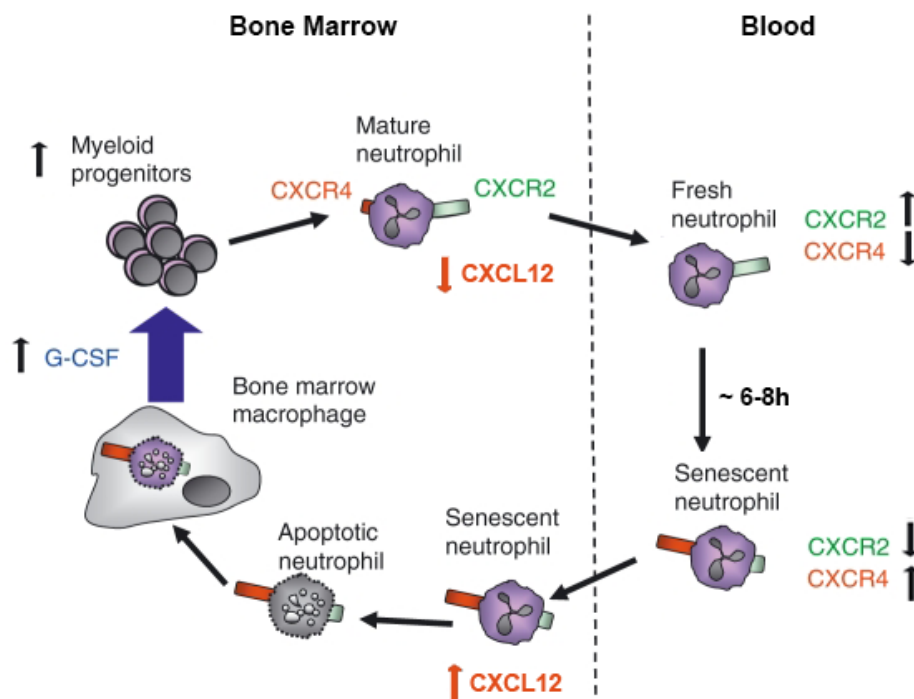 Bone Marrow
Blood
Myeloid
progenitors
Mature
neutrophil
CXCR4
CXCR2
CXCL12
Fresh
neutrophil
CXCR2
CXCR4
G-CSF
Bone marrow
macrophage
~ 6-8h
Senescent
neutrophil
CXCR2
CXCR4
Apoptotic
neutrophil
Senescent
neutrophil
CXCL12